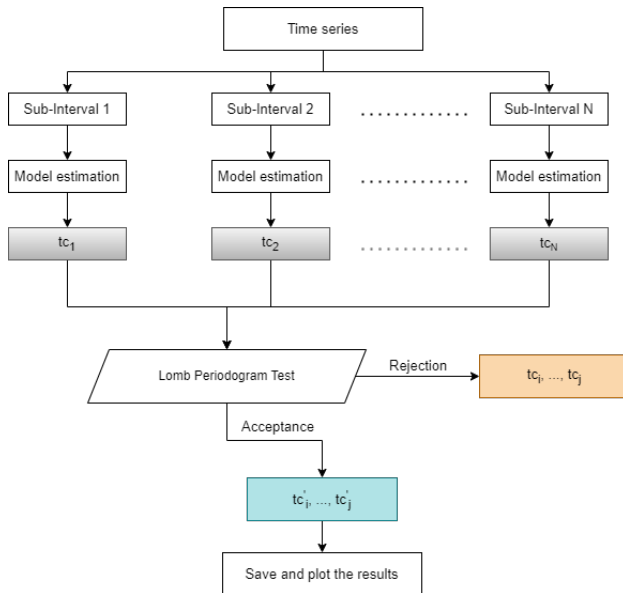 Time series
Sub-Interval 1
Sub-Interval 2
.............
Sub-Interval N
Model estimation
Model estimation
.............
Model estimation
tc₁
tc₂
.............
tc_N
Lomb Periodogram Test
Rejection
tcᵢ, ..., tcⱼ
Acceptance
tc'ᵢ, ..., tc'ⱼ
Save and plot the results